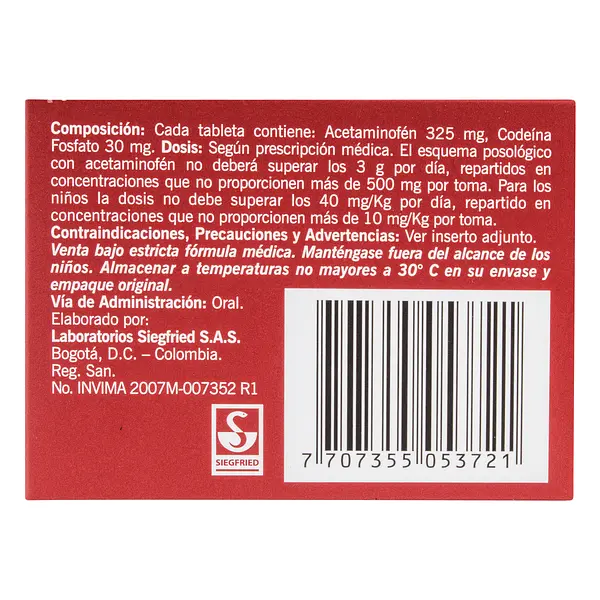 Composición: Cada tableta contiene: Acetaminofén 325 mg, Codeína
Fosfato 30 mg. Dosis: Según prescripción médica. El esquema posológico
con acetaminofén no deberá superar los 3 g por día, repartidos en
concentraciones que no proporcionen más de 500 mg por toma. Para los
niños la dosis no debe superar los 40 mg/Kg por día, repartido en
concentraciones que no proporcionen más de 10 mg/Kg por toma.
Contraindicaciones, Precauciones y Advertencias: Ver inserto adjunto.
Venta bajo estricta fórmula médica. Manténgase fuera del alcance de los
niños. Almacenar a temperaturas no mayores a 30° C en su envase y
empaque original.
Vía de Administración: Oral.
Elaborado por:
Laboratorios Siegfried S.A.S.
Bogotá, D.C. – Colombia.
Reg. San.
No. INVIMA 2007M-007352 R1
SIEGFRIED
7 707355 053721